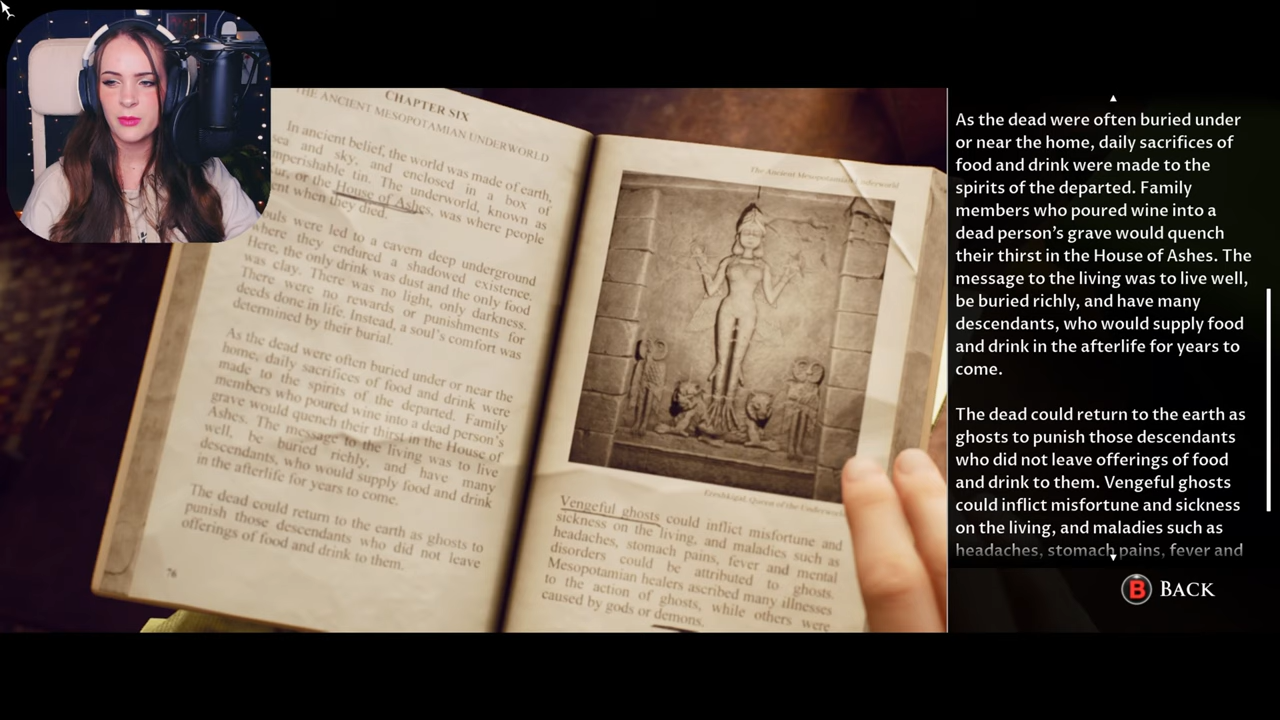 CHAPTER SIX
THE ANCIENT MESOPOTAMIAN UNDERWORLD
In ancient belief, the world was made of earth,
sea and sky, and enclosed in a box of
imperishable tin. The underworld, known as
or the House of Ashes, was where people
when they died.
were led to a cavern deep underground
where they endured a shadowed existence.
Here, the only drink was dust and the only food
was clay. There was no light, only darkness.
There were no rewards or punishments for
deeds done in life. Instead, a soul's comfort was
determined by their burial.
As the dead were often buried under or near the
home, daily sacrifices of food and drink were
made to the spirits of the departed. Family
members who poured wine into a dead person's
grave would quench their thirst in the House of
Ashes. The message to the living was to live
well, be buried richly, and have many
descendants, who would supply food and drink
in the afterlife for years to come.
The dead could return to the earth as ghosts to
punish those descendants who did not leave
offerings of food and drink to them.
76
The Ancient Mesopotamian Underworld
Ereshkigal, Queen of the Underworld
Vengeful ghosts could inflict misfortune and
sickness on the living, and maladies such as
headaches, stomach pains, fever and mental
disorders could be attributed to ghosts.
Mesopotamian healers ascribed many illnesses
to the action of ghosts, while others were
caused by gods or demons.
As the dead were often buried under
or near the home, daily sacrifices of
food and drink were made to the
spirits of the departed. Family
members who poured wine into a
dead person's grave would quench
their thirst in the House of Ashes. The
message to the living was to live well,
be buried richly, and have many
descendants, who would supply food
and drink in the afterlife for years to
come.
The dead could return to the earth as
ghosts to punish those descendants
who did not leave offerings of food
and drink to them. Vengeful ghosts
could inflict misfortune and sickness
on the living, and maladies such as
headaches, stomach pains, fever and
B BACK